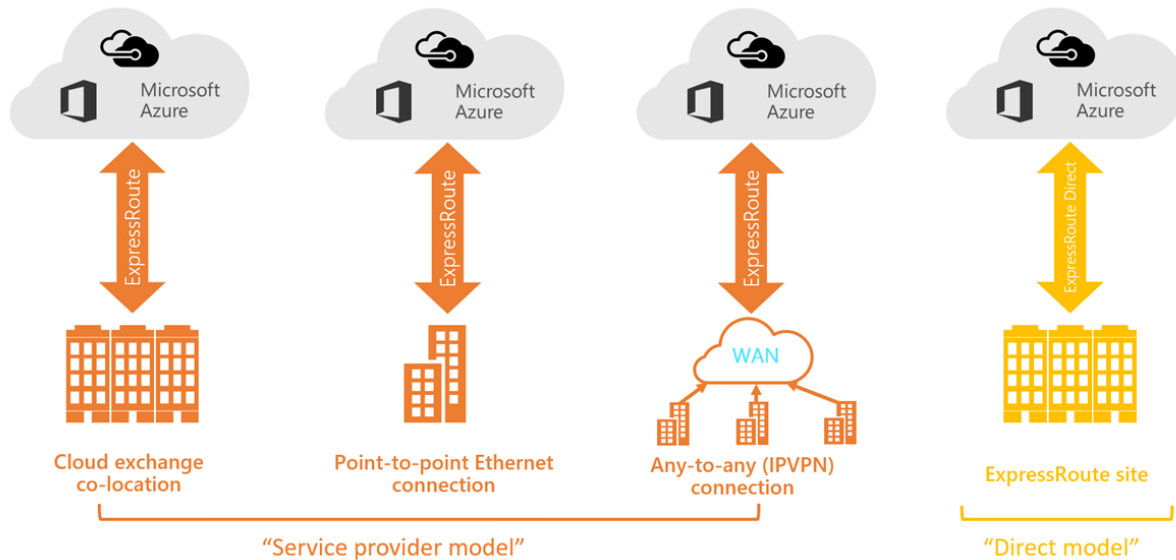 Microsoft
Azure
Microsoft
Azure
Microsoft
Azure
Microsoft
Azure
ExpressRoute
ExpressRoute
ExpressRoute
ExpressRoute Direct
WAN
Cloud exchange
co-location
Point-to-point Ethernet
connection
Any-to-any (IPVPN)
connection
ExpressRoute site
“Service provider model”
“Direct model”